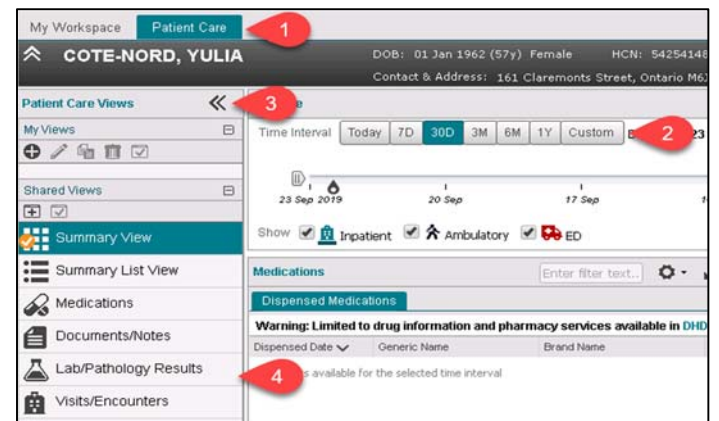 My Workspace Patient Care 1
COTE-NORD, YULIA DOB: 01 Jan 1962 (57y) Female HCN: 54254148
Contact & Address: 161 Claremonts Street, Ontario
Patient Care Views 3
My Views
Shared Views
Summary View
Summary List View
Medications
Documents/Notes
Lab/Pathology Results 4
Visits/Encounters
Time Interval Today 7D 30D 3M 6M 1Y Custom 2 23
23 Sep 2019 20 Sep 17 Sep
Show Inpatient Ambulatory ED
Medications Enter filter text...
Dispensed Medications
Warning: Limited to drug information and pharmacy services available in DHD
Dispensed Date Generic Name Brand Name
available for the selected time interval